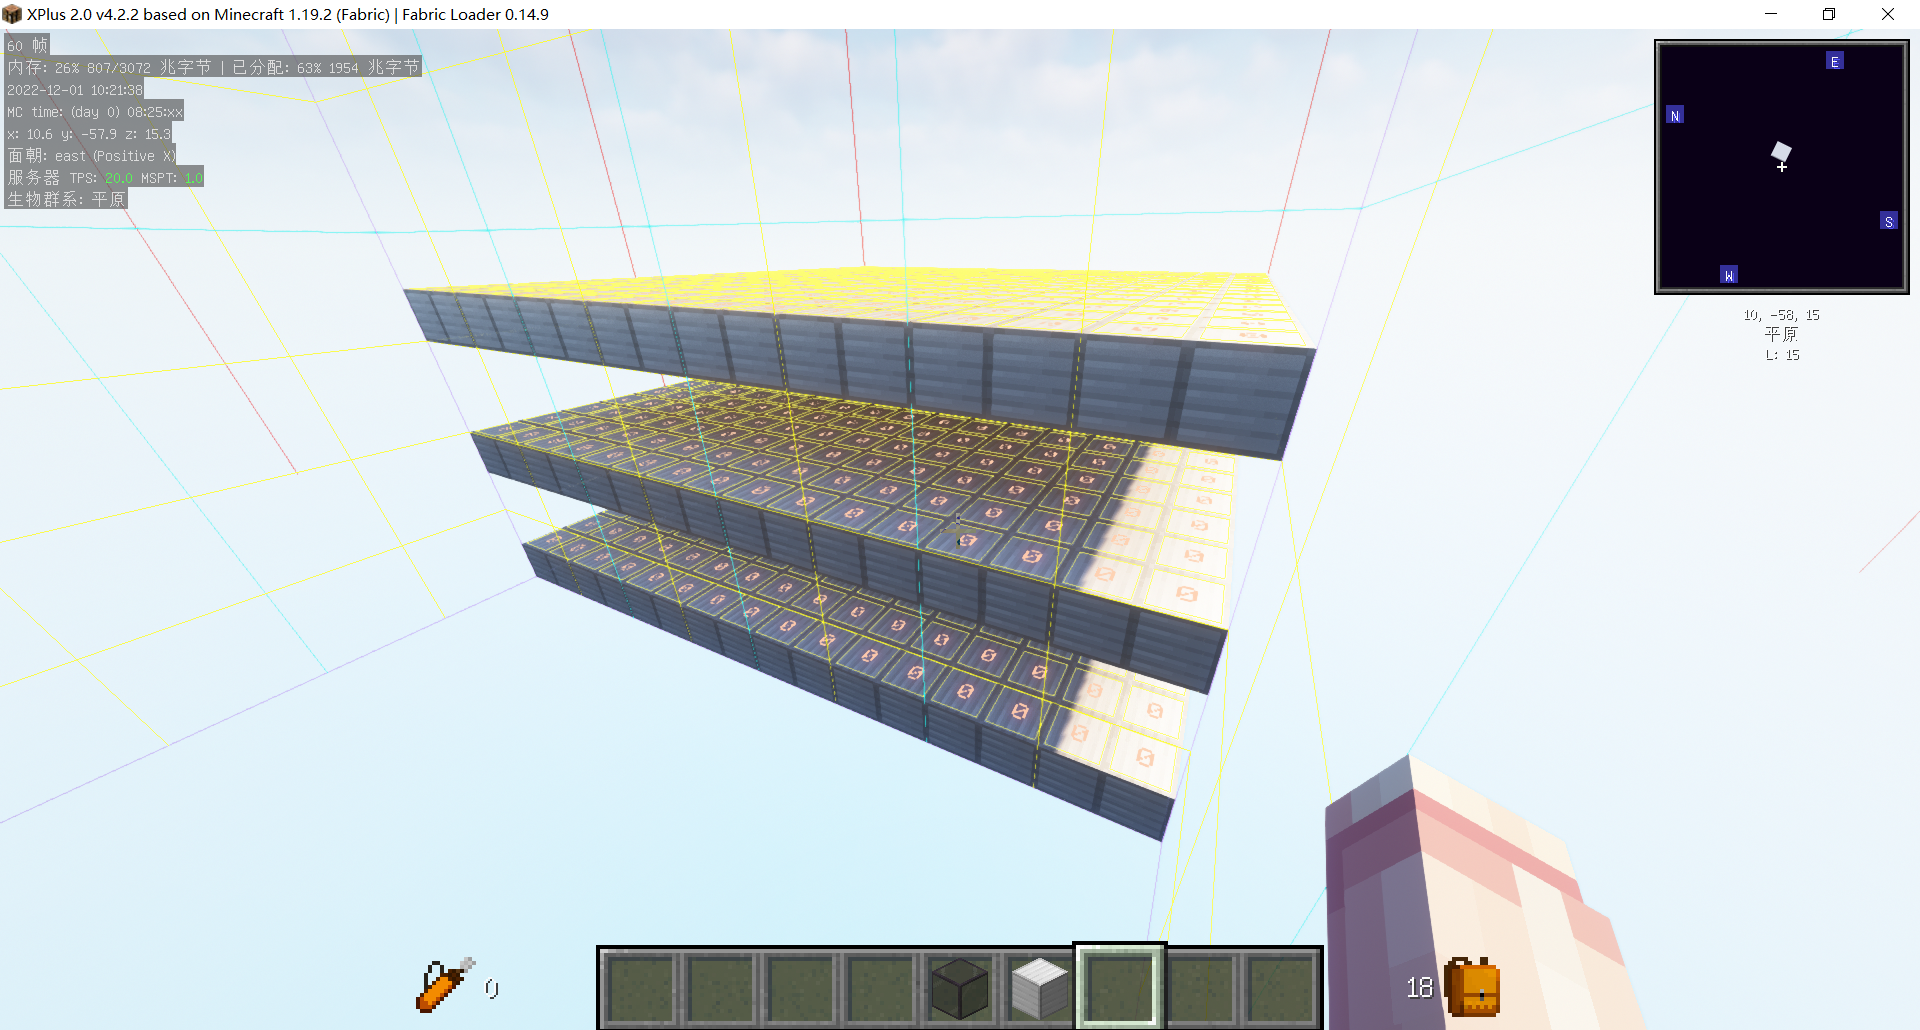 XPlus 2.0 v4.2.2 based on Minecraft 1.19.2 (Fabric) | Fabric Loader 0.14.9
60 帧
内存: 26% 807/3072 兆字节 | 已分配: 63% 1954 兆字节
2022-12-01 10:21:38
MC time: (day 0) 08:25:xx
x: 10.6 y: -57.9 z: 15.3
面朝: east (Positive X)
服务器 TPS: 20.0 MSPT: 1.0
生物群系: 平原
E
N
S
W
10, -58, 15
平原
L: 15
0
18